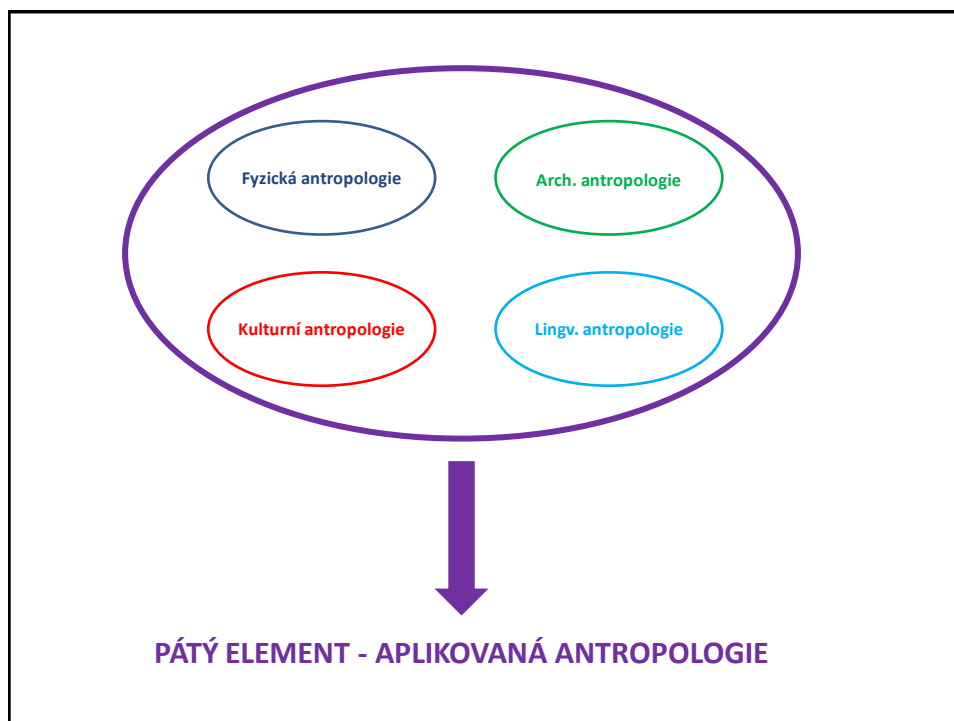 Fyzická antropologie
Arch. antropologie
Kulturní antropologie
Lingv. antropologie
PÁTÝ ELEMENT - APLIKOVANÁ ANTROPOLOGIE